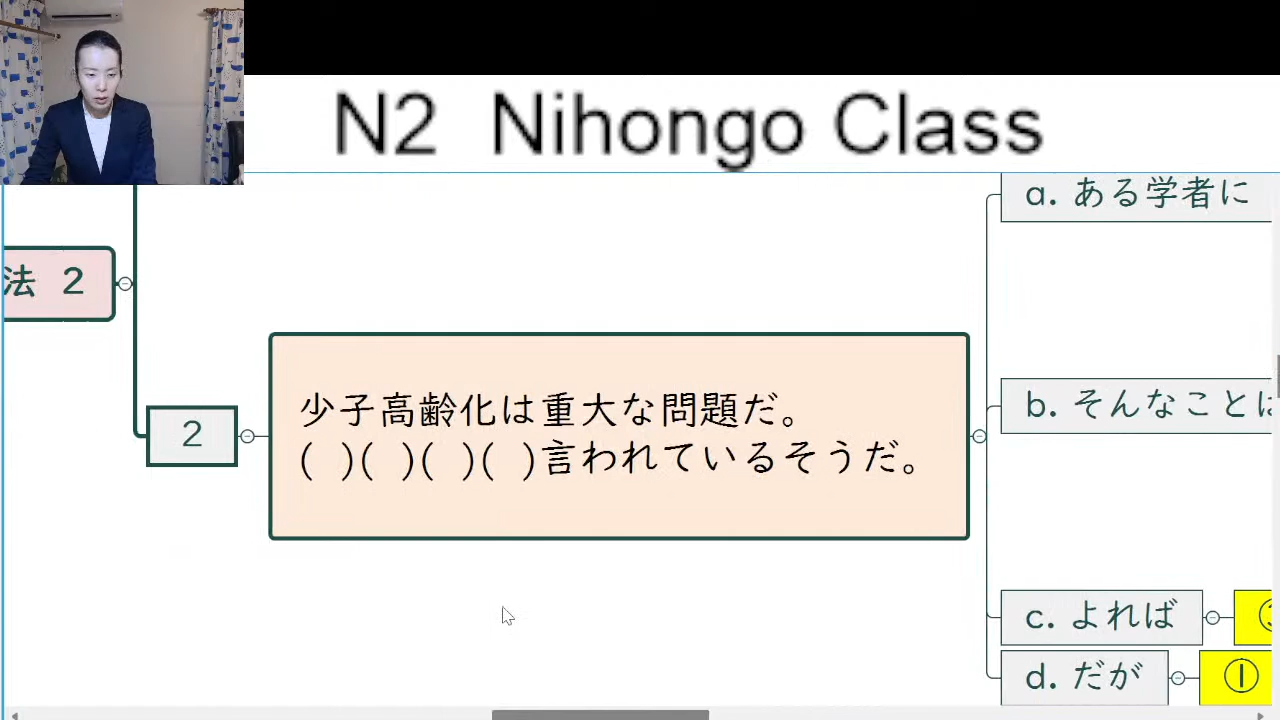 N2 Nihongo Class
a. ある学者に
法 2
2
少子高齢化は重大な問題だ。
( )( )( )( )言われているそうだ。
b. そんなことは
c. よれば
d. だが ①